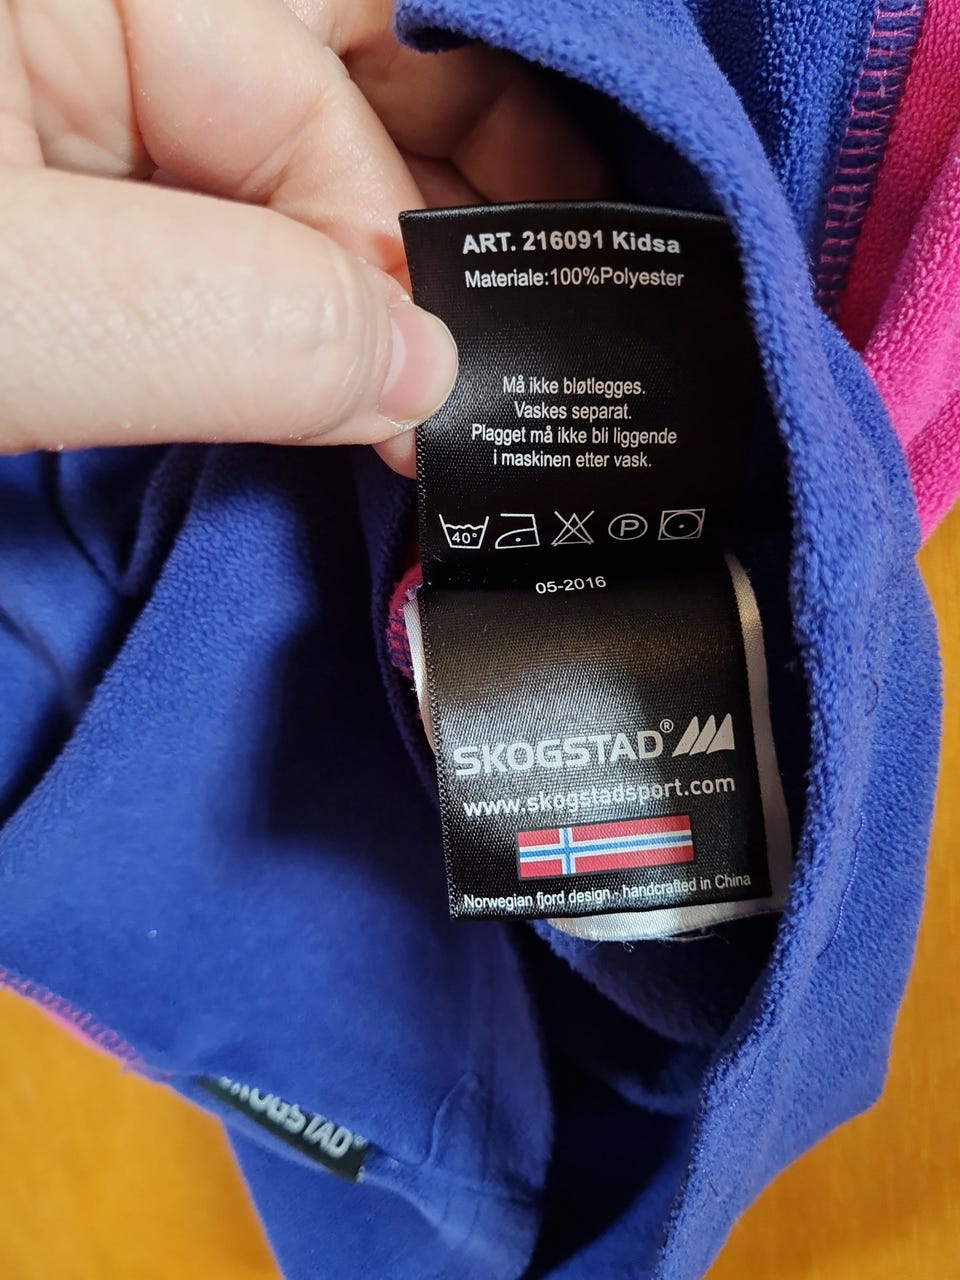 ART. 216091 Kidsa
Materiale:100%Polyester
Må ikke bløtlegges.
Vaskes separat.
Plagget må ikke bli liggende
i maskinen etter vask.
40°
P
05-2016
SKOGSTAD®
www.skogstadsport.com
Norwegian fjord design - handcrafted in China
SKOGSTAD®